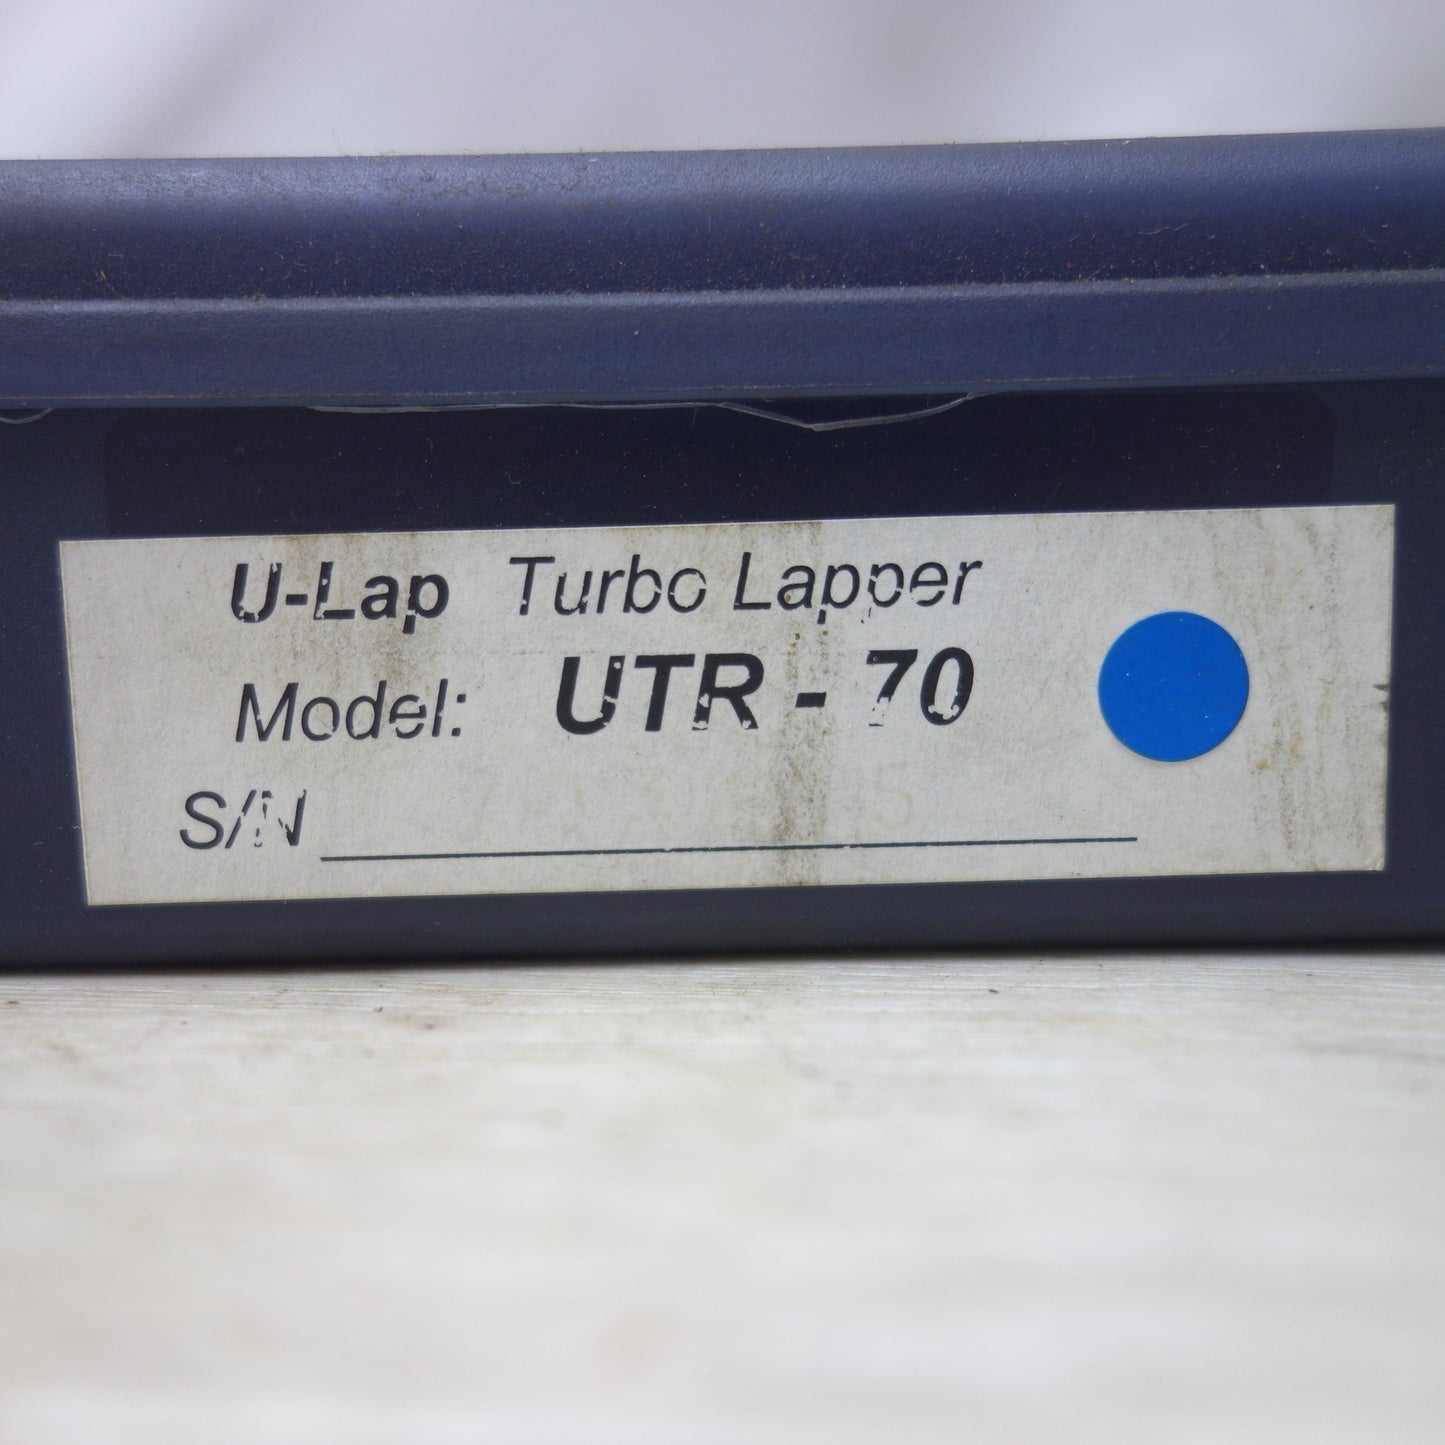 U-Lap Turbo Lapper
Model: UTR - 70
S/N